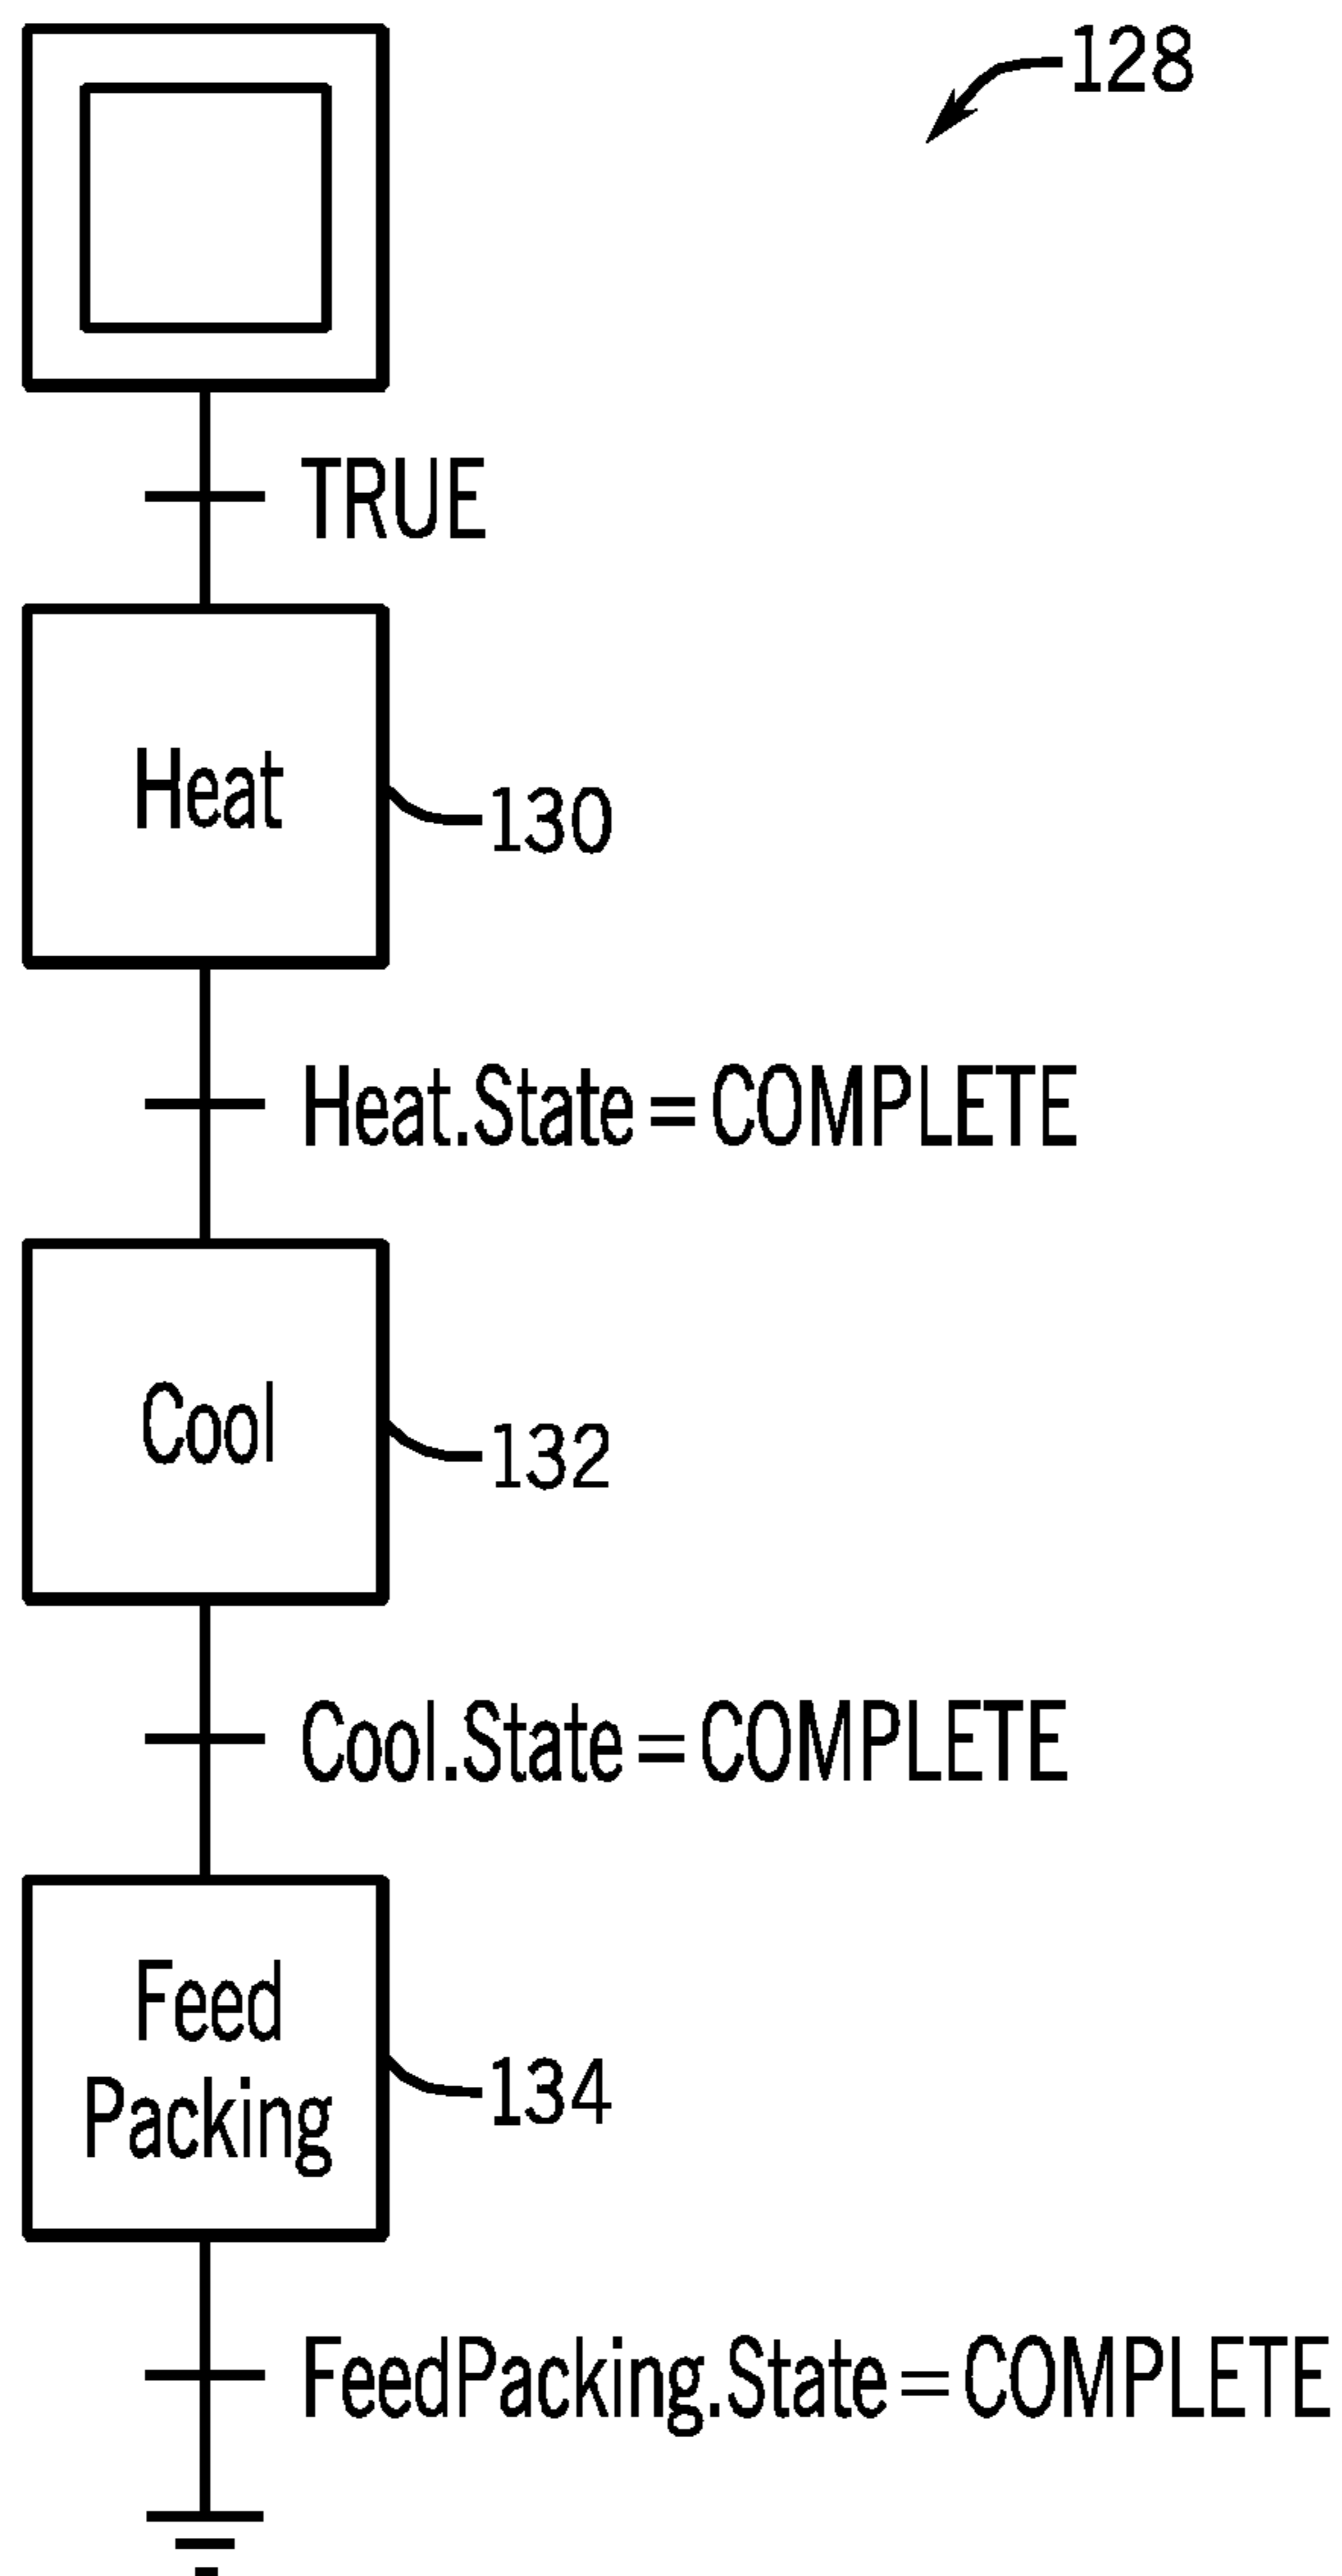 128
TRUE
Heat
130
Heat.State = COMPLETE
Cool
132
Cool.State = COMPLETE
Feed
Packing
134
FeedPacking.State = COMPLETE